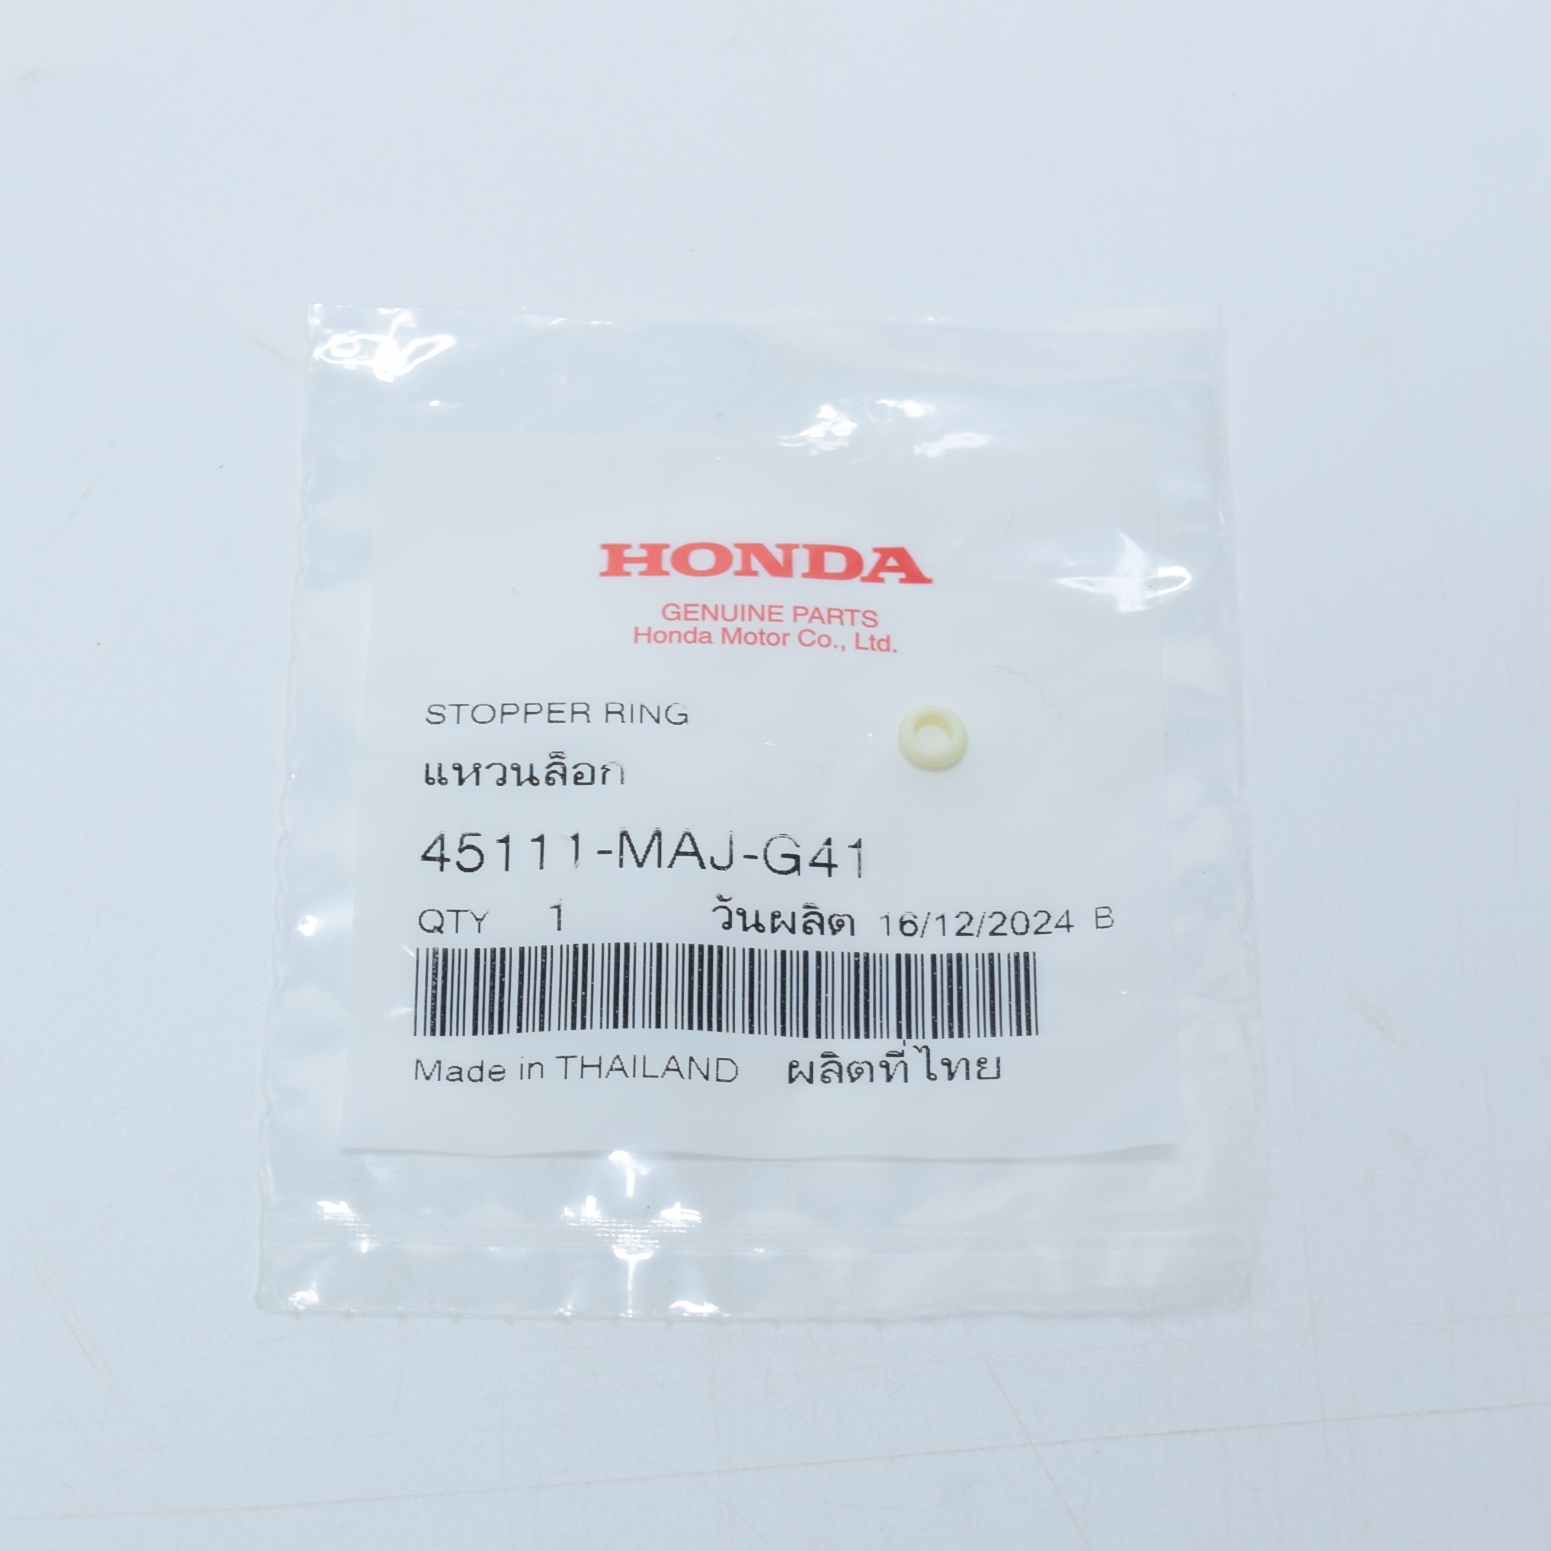 HONDA
GENUINE PARTS
Honda Motor Co., Ltd.
STOPPER RING
แหวนล็อก
45111-MAJ-G41
QTY 1 วันผลิต 16/12/2024 B
Made in THAILAND ผลิตที่ไทย